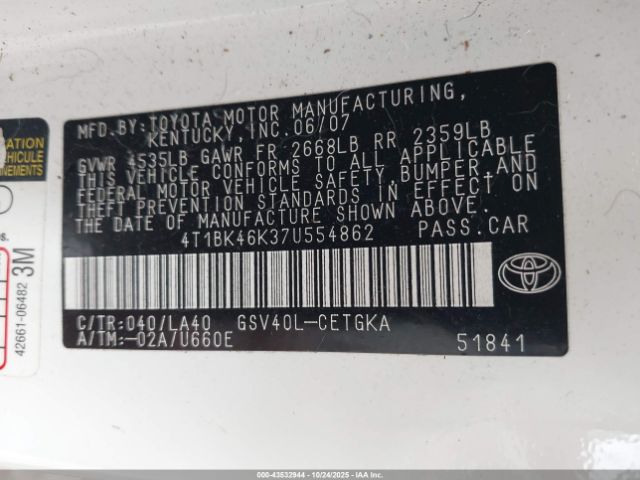 MFD.BY:TOYOTA MOTOR MANUFACTURING,
KENTUCKY, INC. 06/07
GVWR 4535LB GAWR FR 2668LB RR 2359LB
THIS VEHICLE CONFORMS TO ALL APPLICABLE
FEDERAL MOTOR VEHICLE SAFETY, BUMPER, AND
THEFT PREVENTION STANDARDS IN EFFECT ON
THE DATE OF MANUFACTURE SHOWN ABOVE.
4T1BK46K37U554862 PASS.CAR
C/TR:040/LA40 GSV40L-CETGKA
A/TM:-02A/U660E 51841
42661-06482 3M
000-43532944 - 10/24/2025 - IAAI.CA